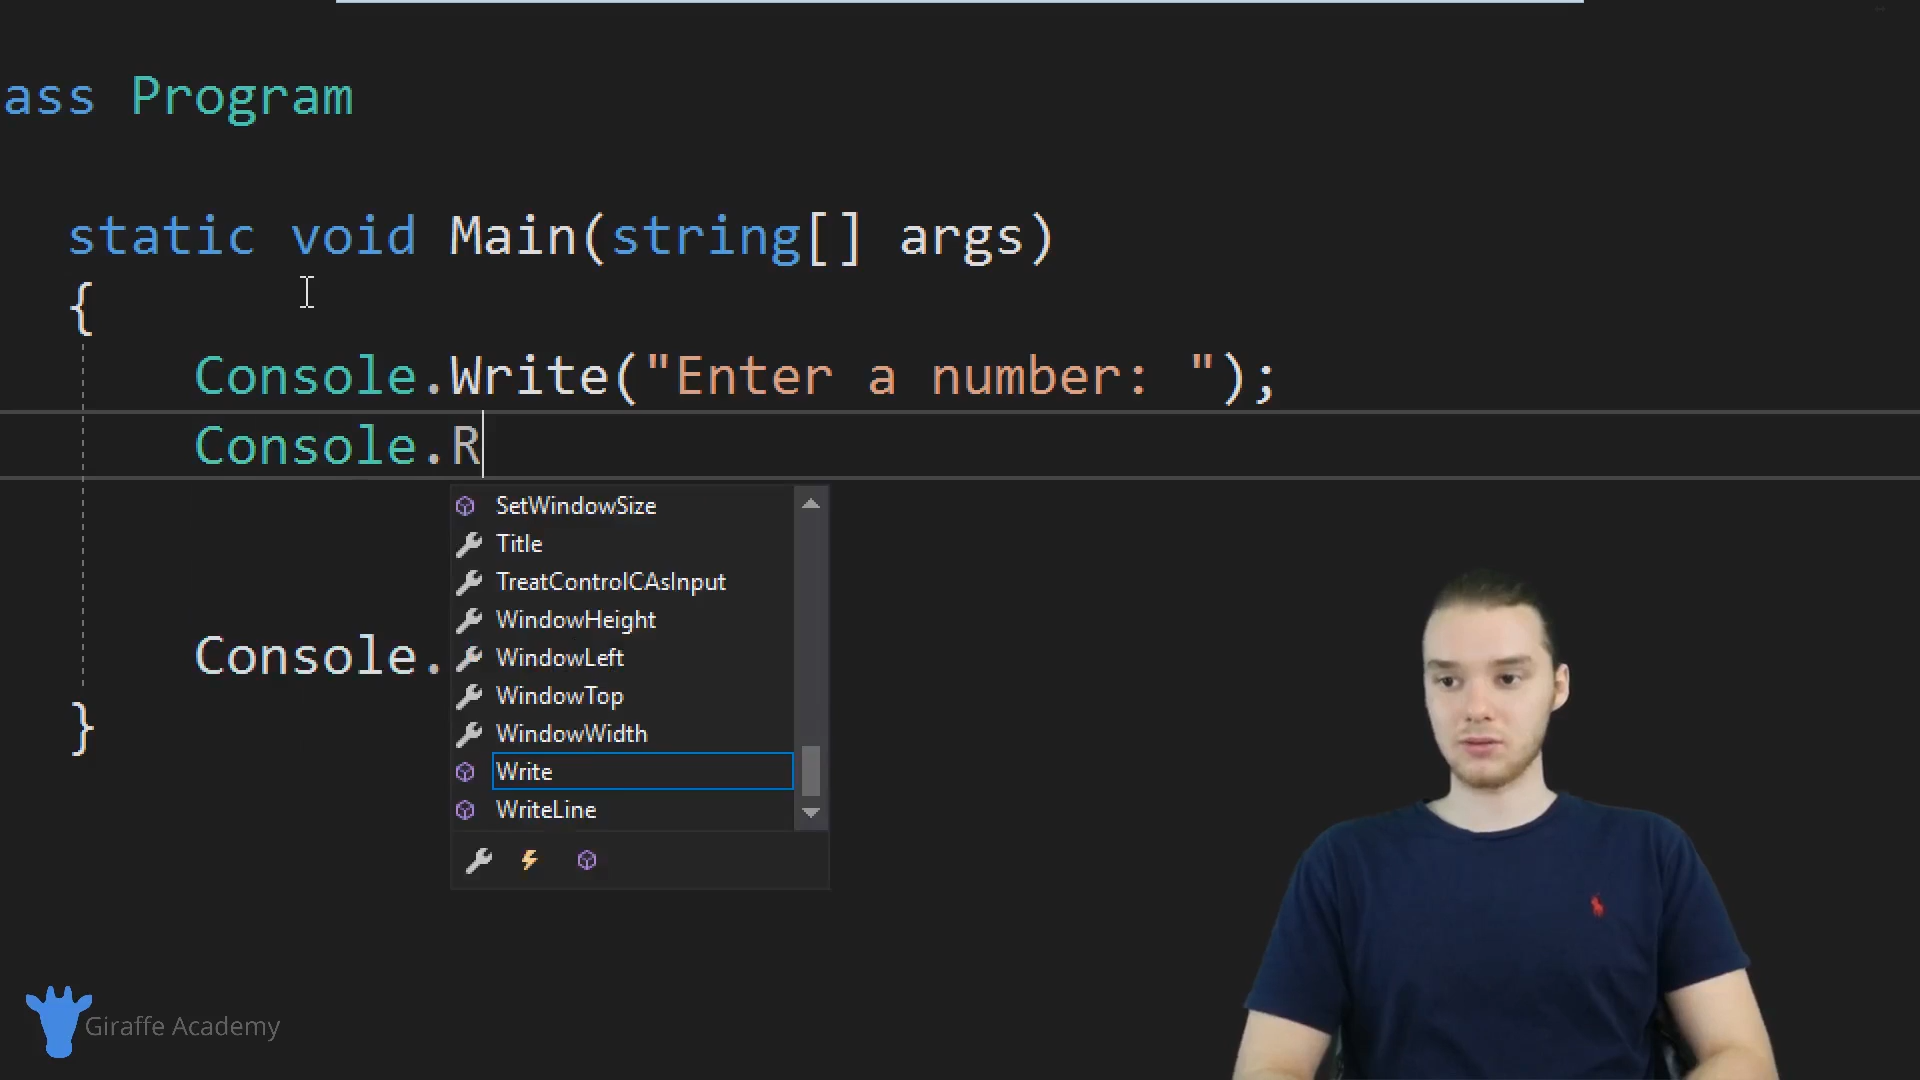 ass Program
static void Main(string[] args)
{
Console.Write("Enter a number: ");
Console.R
SetWindowSize
Title
TreatControlCAsInput
WindowHeight
Console.
WindowLeft
WindowTop
WindowWidth
}
Write
WriteLine
Giraffe Academy